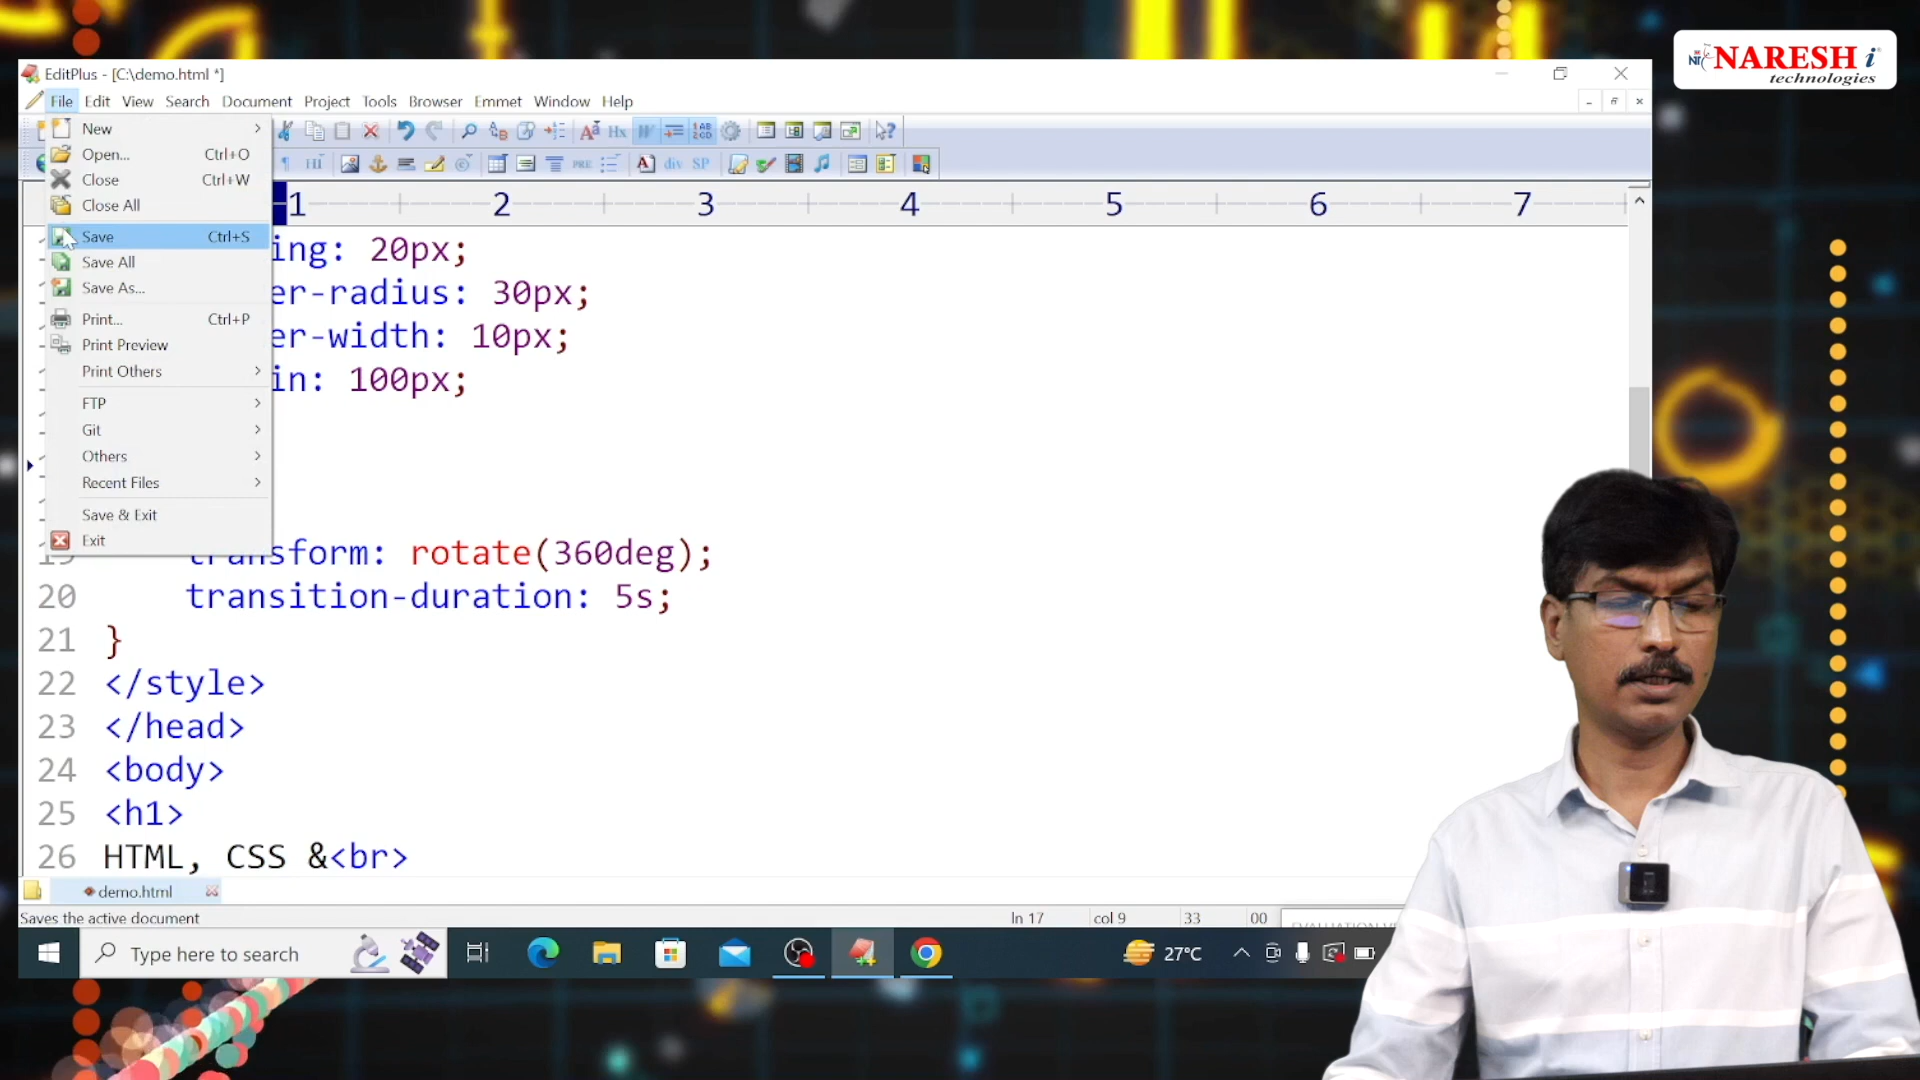 NARESH i
technologies
EditPlus - [C:\demo.html *]
File Edit View Search Document Project Tools Browser Emmet Window Help
New
Open... Ctrl+O
Close Ctrl+W
Close All
Save Ctrl+S
Save All
Save As...
Print... Ctrl+P
Print Preview
Print Others
FTP
Git
Others
Recent Files
Save & Exit
Exit
1 2 3 4 5 6 7
ing: 20px;
er-radius: 30px;
er-width: 10px;
in: 100px;
transform: rotate(360deg);
20 transition-duration: 5s;
21 }
22 </style>
23 </head>
24 <body>
25 <h1>
26 HTML, CSS &<br>
demo.html
Saves the active document ln 17 col 9 33 00
Type here to search 27°C